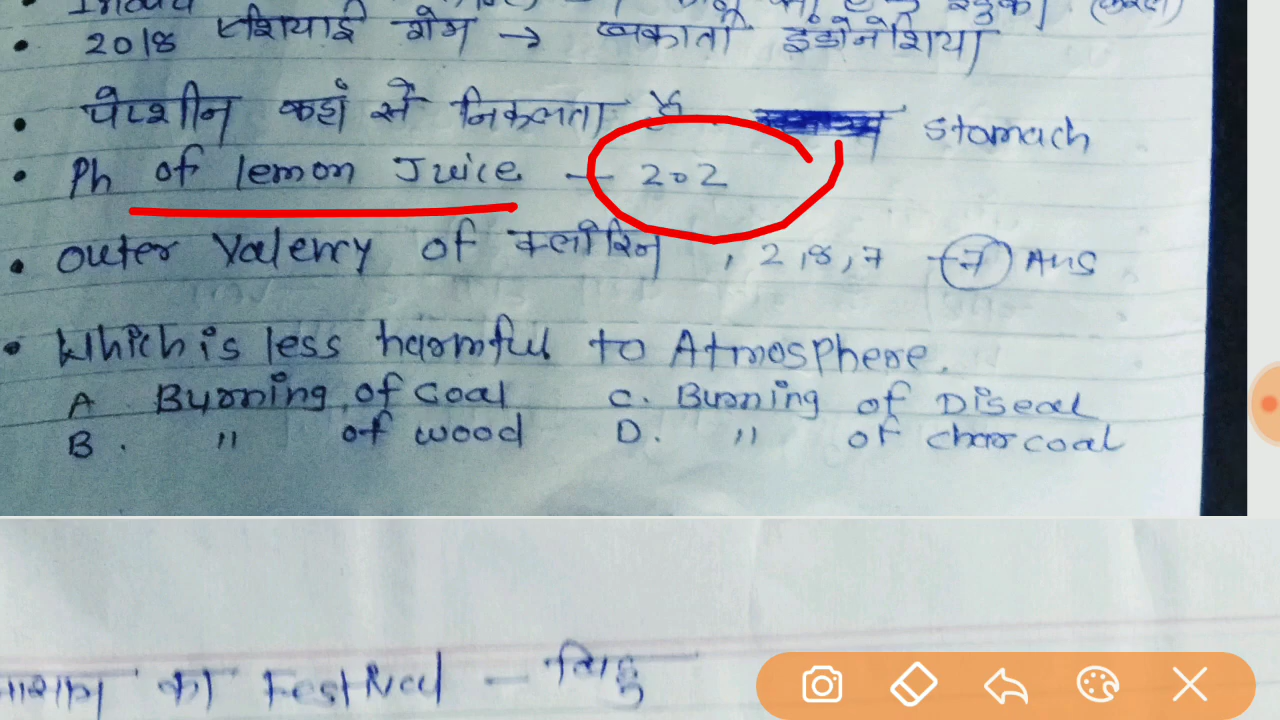 • 2018 एशियाई गेम → जकार्ता इंडोनेशिया
• पेप्शीन कहां से निकलता है. stomach
• Ph of lemon Juice – 2.2
• Outer Valency of क्लोरिन , 2,8,7 – 7 Ans
• Which is less harmful to Atmosphere.
A Burning of Coal C. Burning of Diseal
B. " of wood D. " of charcoal
का Festival – बिहु